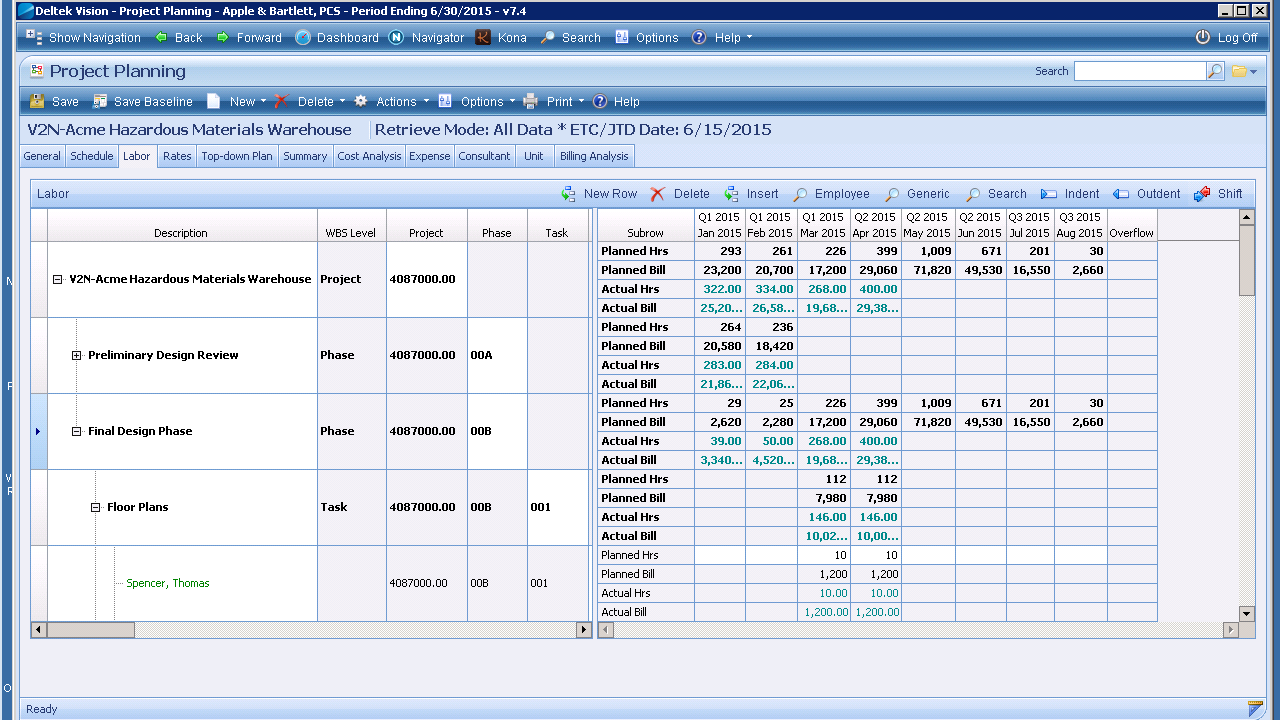 Deltek Vision - Project Planning - Apple & Bartlett, PCS - Period Ending 6/30/2015 - v7.4
Show Navigation Back Forward Dashboard Navigator Kona Search Options Help Log Off
Project Planning Search
Save Save Baseline New Delete Actions Options Print Help
V2N-Acme Hazardous Materials Warehouse Retrieve Mode: All Data * ETC/JTD Date: 6/15/2015
General Schedule Labor Rates Top-down Plan Summary Cost Analysis Expense Consultant Unit Billing Analysis
Labor New Row Delete Insert Employee Generic Search Indent Outdent Shift
Q1 2015 Q1 2015 Q1 2015 Q2 2015 Q2 2015 Q2 2015 Q3 2015 Q3 2015
Description WBS Level Project Phase Task Subrow Jan 2015 Feb 2015 Mar 2015 Apr 2015 May 2015 Jun 2015 Jul 2015 Aug 2015 Overflow
Planned Hrs 293 261 226 399 1,009 671 201 30
Planned Bill 23,200 20,700 17,200 29,060 71,820 49,530 16,550 2,660
V2N-Acme Hazardous Materials Warehouse Project 4087000.00
Actual Hrs 322.00 334.00 268.00 400.00
Actual Bill 25,20... 26,58... 19,68... 29,38...
Planned Hrs 264 236
Planned Bill 20,580 18,420
Preliminary Design Review Phase 4087000.00 00A
Actual Hrs 283.00 284.00
Actual Bill 21,86... 22,06...
Planned Hrs 29 25 226 399 1,009 671 201 30
Planned Bill 2,620 2,280 17,200 29,060 71,820 49,530 16,550 2,660
Final Design Phase Phase 4087000.00 00B
Actual Hrs 39.00 50.00 268.00 400.00
Actual Bill 3,340... 4,520... 19,68... 29,38...
Planned Hrs 112 112
Planned Bill 7,980 7,980
Floor Plans Task 4087000.00 00B 001
Actual Hrs 146.00 146.00
Actual Bill 10,02... 10,00...
Planned Hrs 10 10
Planned Bill 1,200 1,200
Spencer, Thomas 4087000.00 00B 001
Actual Hrs 10.00 10.00
Actual Bill 1,200.00 1,200.00
Ready